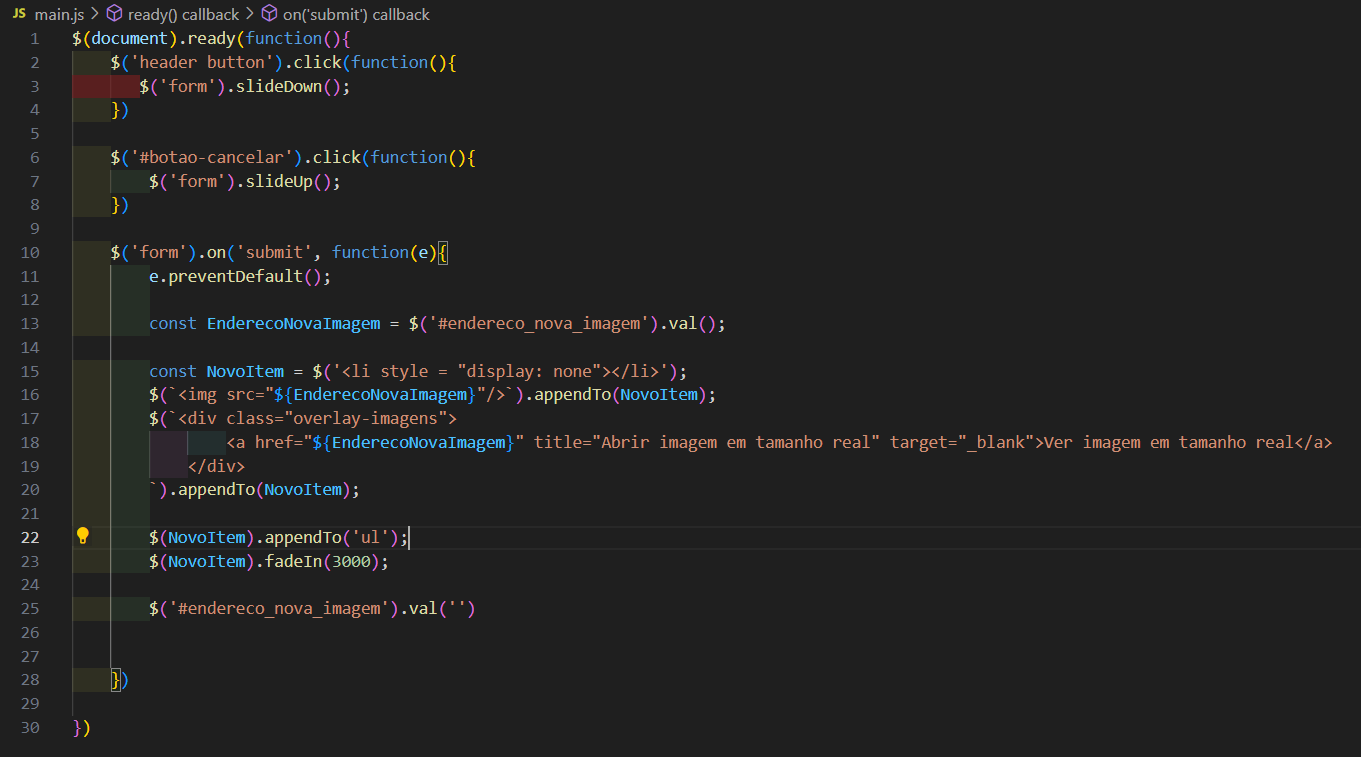 JS main.js > ready() callback > on('submit') callback
1 $(document).ready(function(){
2     $('header button').click(function(){
3        $('form').slideDown();
4     })
5
6     $('#botao-cancelar').click(function(){
7         $('form').slideUp();
8     })
9
10     $('form').on('submit', function(e){
11         e.preventDefault();
12
13         const EnderecoNovaImagem = $('#endereco_nova_imagem').val();
14
15         const NovoItem = $('<li style = "display: none"></li>');
16         $(`<img src="${EnderecoNovaImagem}"/>`).appendTo(NovoItem);
17         $(`<div class="overlay-imagens">
18                 <a href="${EnderecoNovaImagem}" title="Abrir imagem em tamanho real" target="_blank">Ver imagem em tamanho real</a>
19             </div>
20         `).appendTo(NovoItem);
21
22         $(NovoItem).appendTo('ul');
23         $(NovoItem).fadeIn(3000);
24
25         $('#endereco_nova_imagem').val('')
26
27
28     })
29
30 })